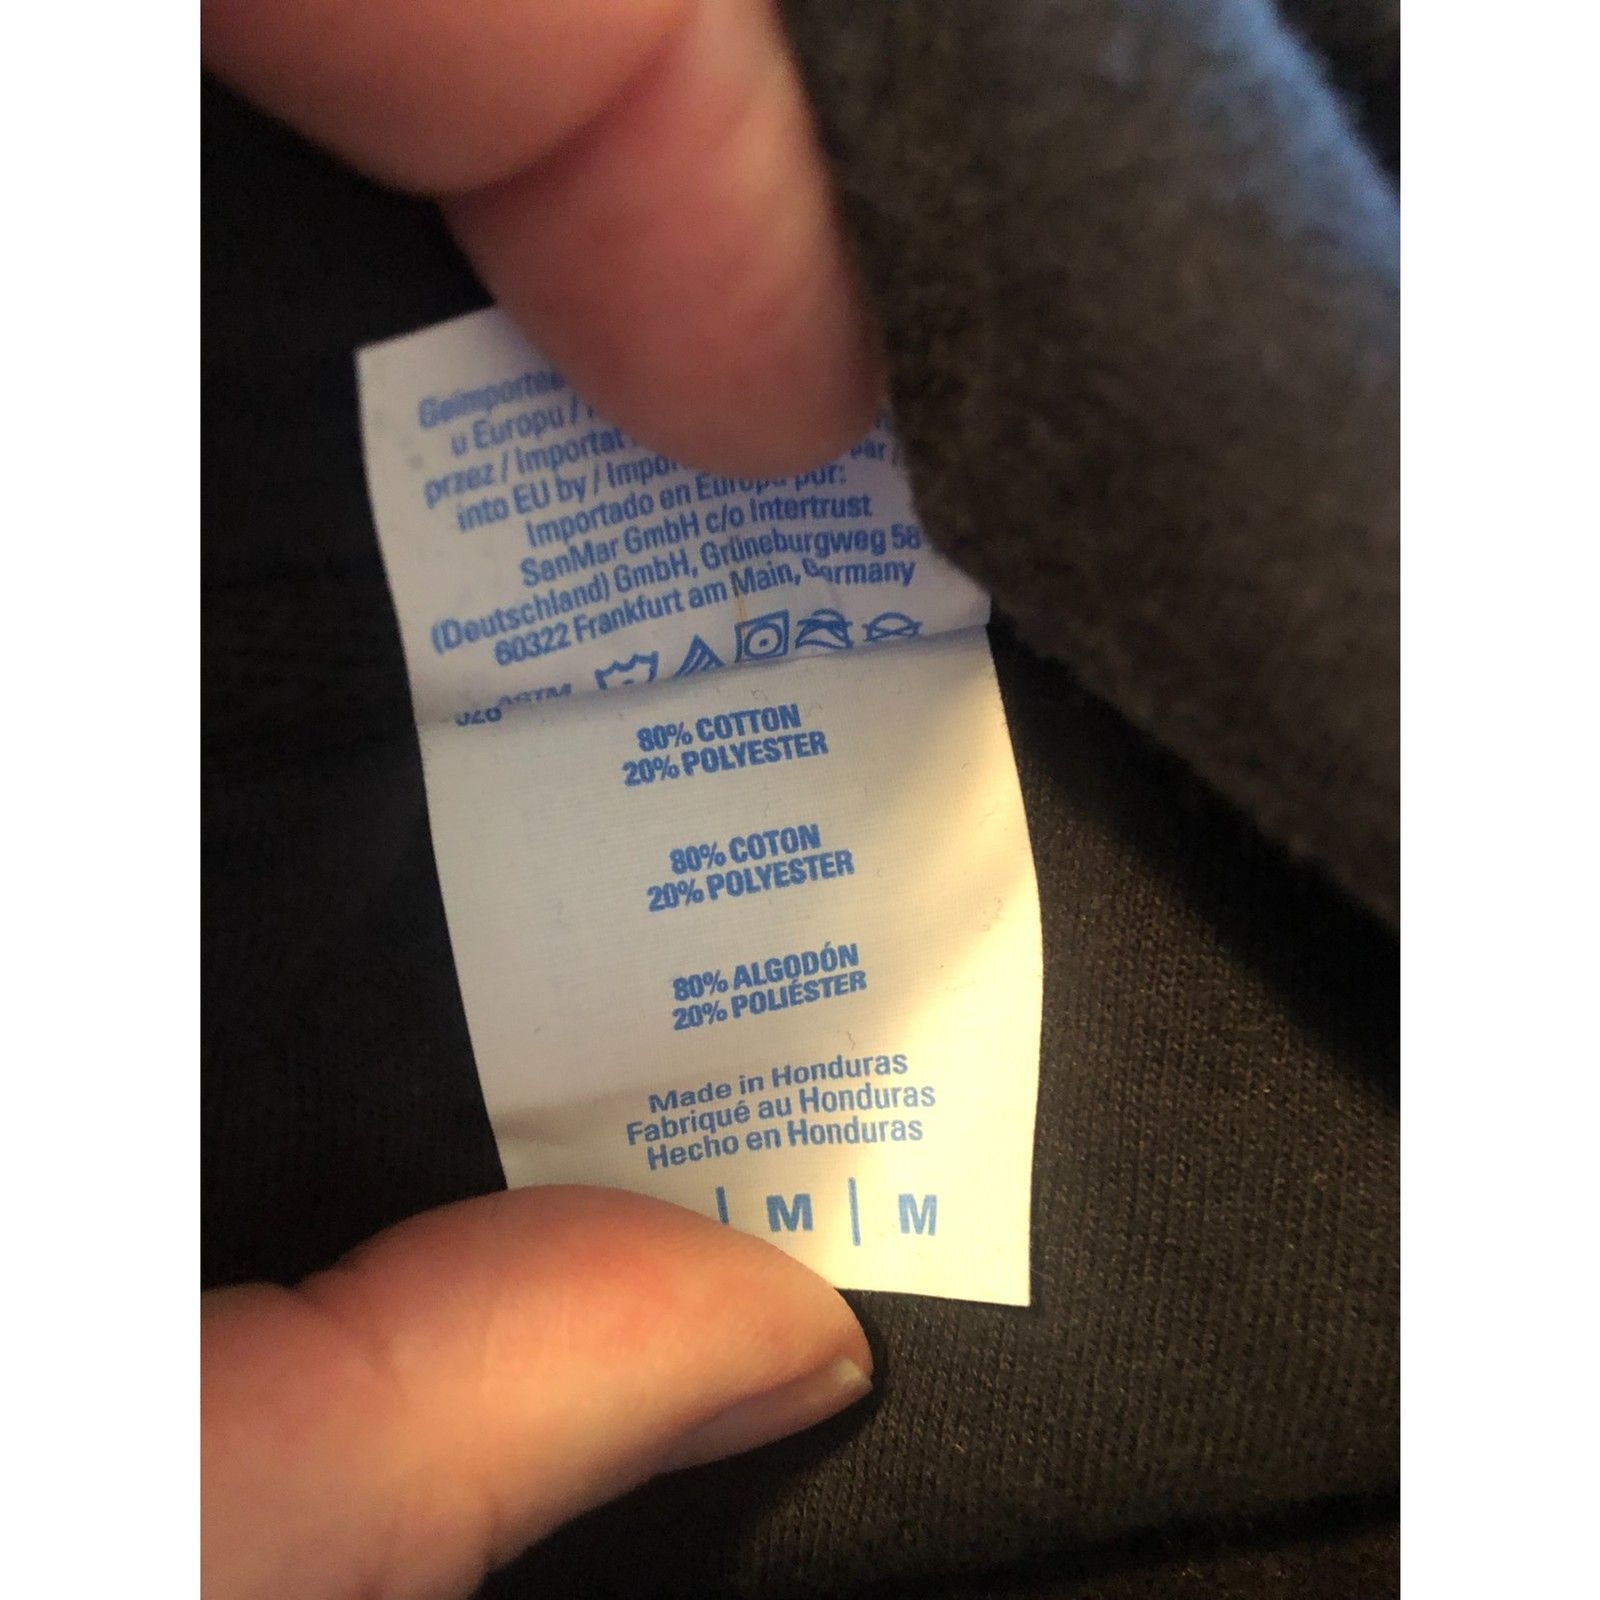 u Europu /
przez / Importat
into EU by /
Importado en Europa por:
SanMar GmbH c/o Intertrust
(Deutschland) GmbH, Grüneburgweg 58
60322 Frankfurt am Main, Germany
ASTM
80% COTTON
20% POLYESTER
80% COTON
20% POLYESTER
80% ALGODÓN
20% POLIÉSTER
Made in Honduras
Fabriqué au Honduras
Hecho en Honduras
| M | M